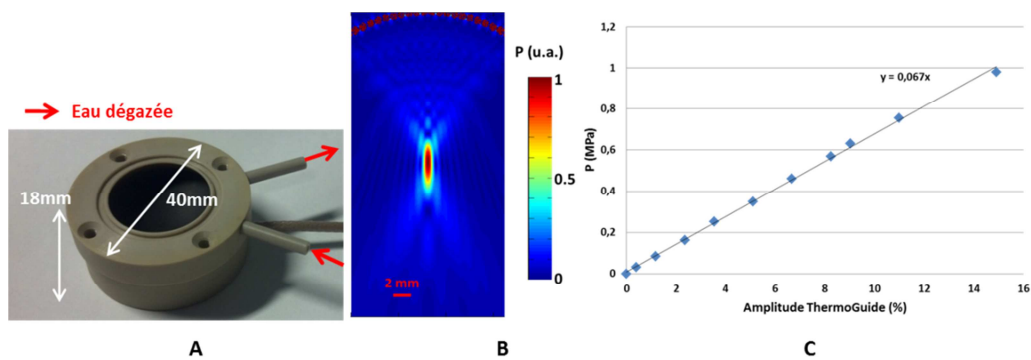 Eau dégazée
18mm
40mm
A
P (u.a.)
1
0.5
0
2 mm
B
P (MPa)
1,2
1
0,8
0,6
0,4
0,2
0
y = 0,067x
0 2 4 6 8 10 12 14 16
Amplitude ThermoGuide (%)
C